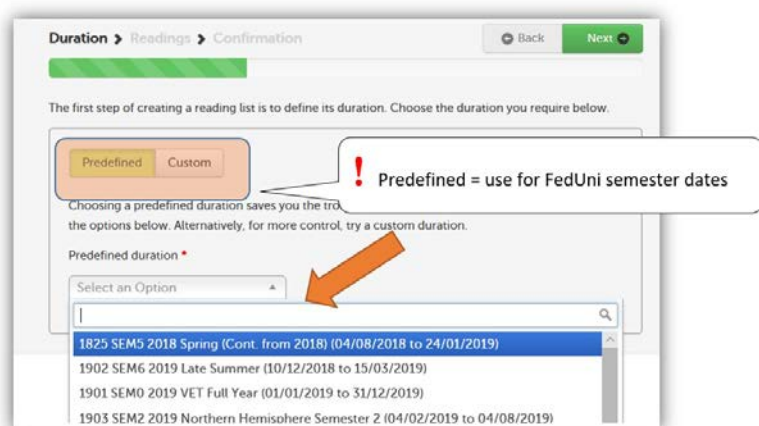 Duration > Readings > Confirmation
Back
Next
The first step of creating a reading list is to define its duration. Choose the duration you require below.
Predefined
Custom
! Predefined = use for FedUni semester dates
Choosing a predefined duration saves you the
the options below. Alternatively, for more control, try a custom duration.
Predefined duration *
Select an Option
1825 SEM5 2018 Spring (Cont. from 2018) (04/08/2018 to 24/01/2019)
1902 SEM6 2019 Late Summer (10/12/2018 to 15/03/2019)
1901 SEM0 2019 VET Full Year (01/01/2019 to 31/12/2019)
1903 SEM2 2019 Northern Hemisphere Semester 2 (04/02/2019 to 04/08/2019)